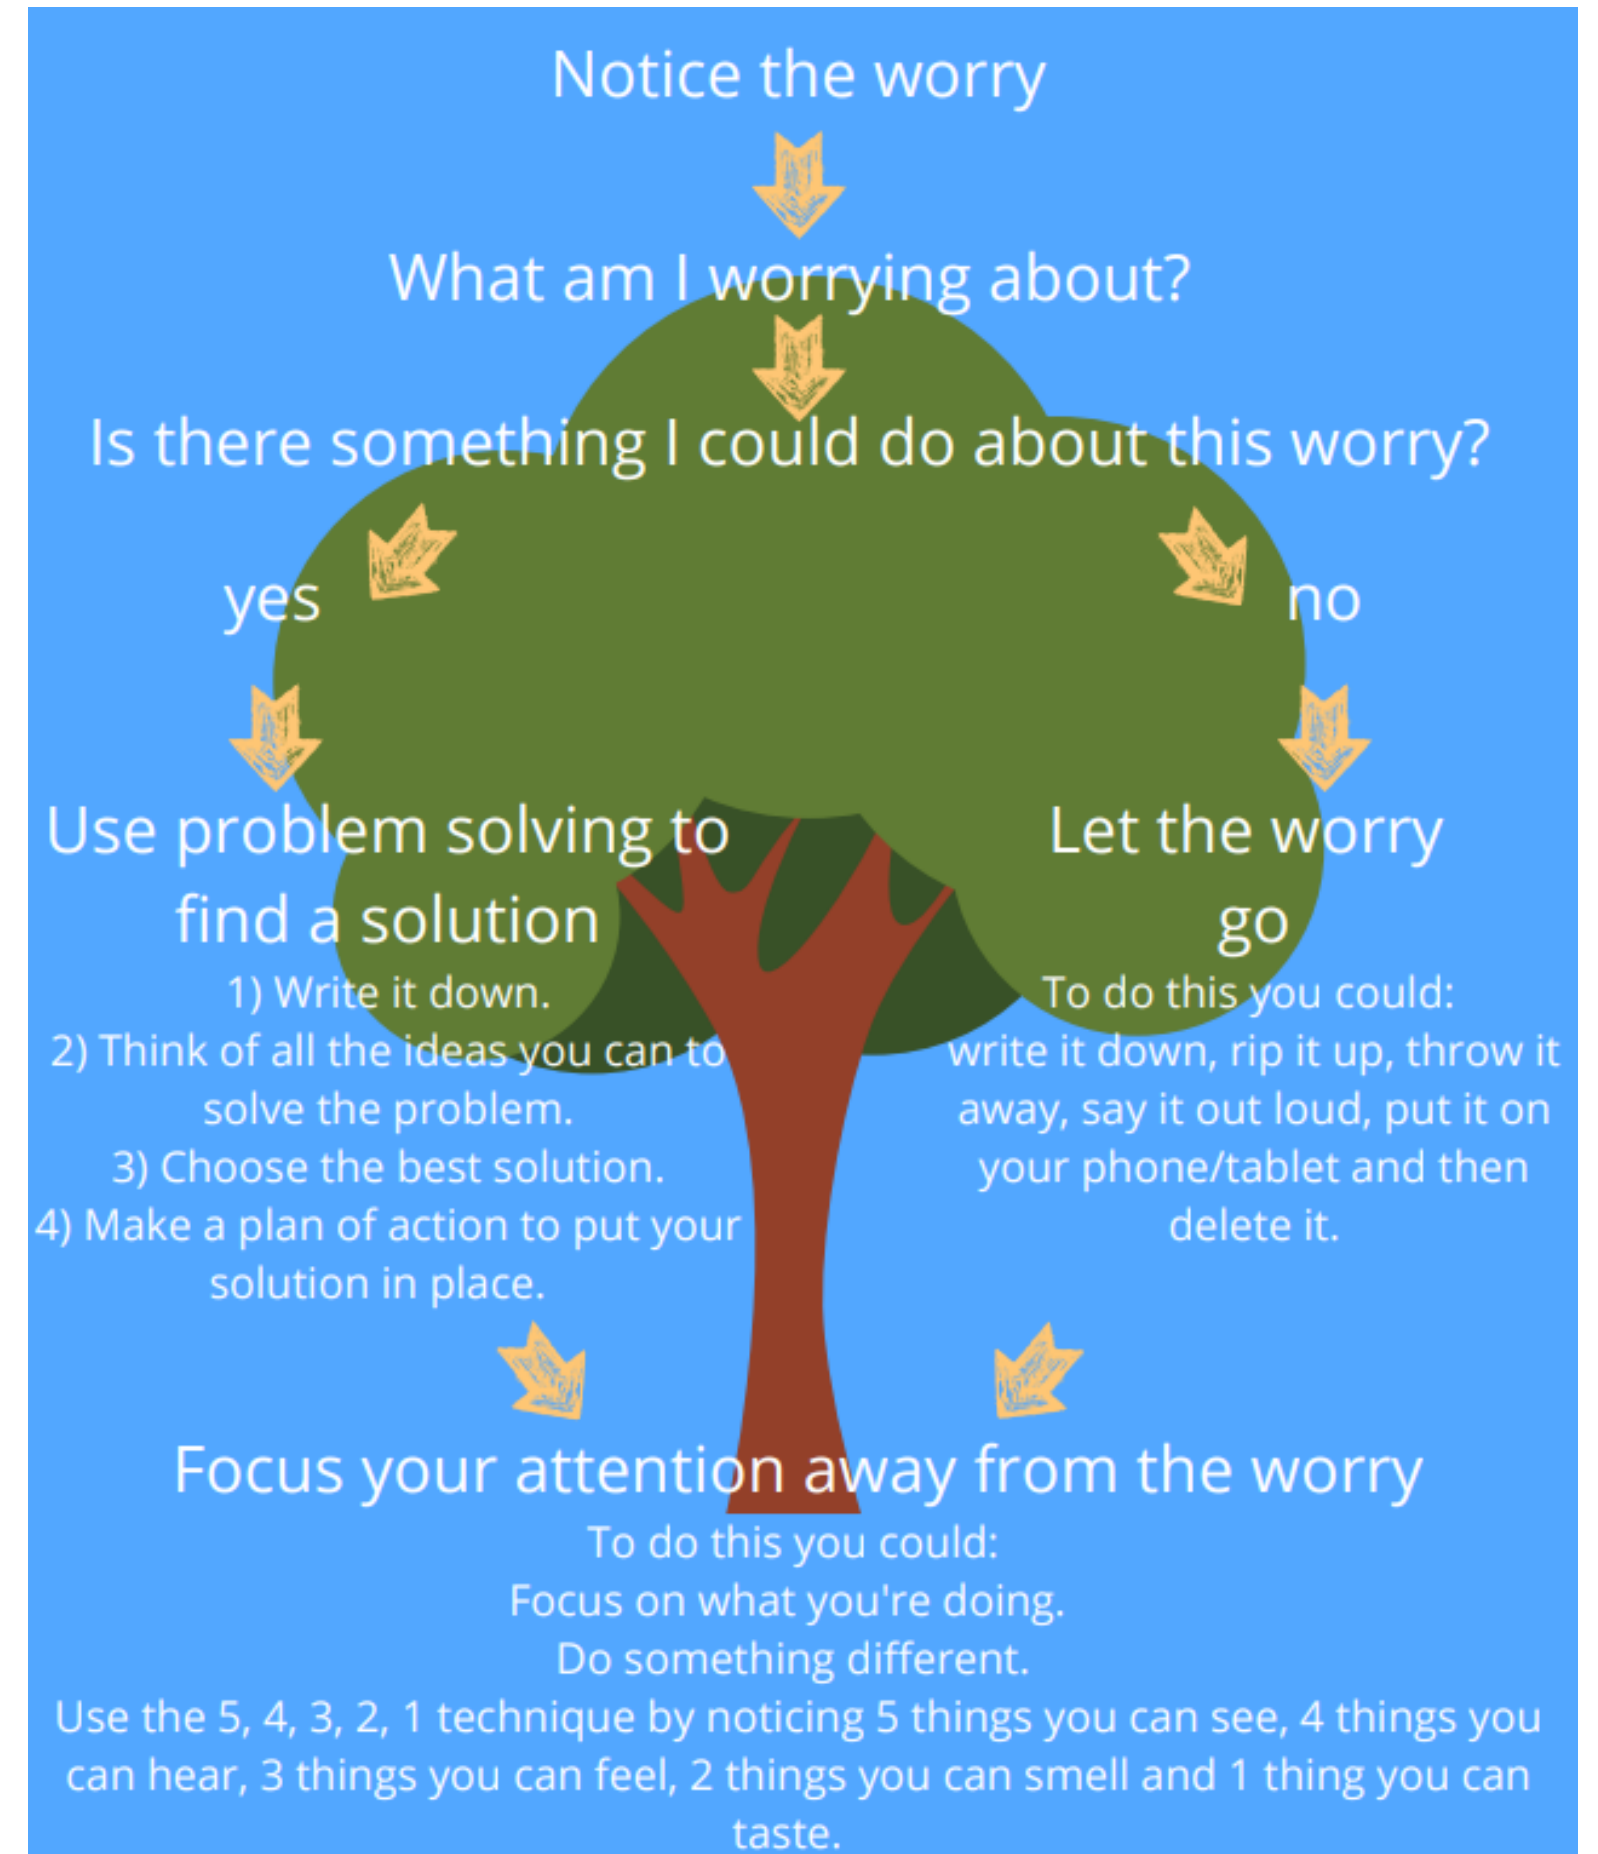 Notice the worry
What am I worrying about?
Is there something I could do about this worry?
yes
no
Use problem solving to
find a solution
1) Write it down.
2) Think of all the ideas you can to
solve the problem.
3) Choose the best solution.
4) Make a plan of action to put your
solution in place.
Let the worry
go
To do this you could:
write it down, rip it up, throw it
away, say it out loud, put it on
your phone/tablet and then
delete it.
Focus your attention away from the worry
To do this you could:
Focus on what you're doing.
Do something different.
Use the 5, 4, 3, 2, 1 technique by noticing 5 things you can see, 4 things you
can hear, 3 things you can feel, 2 things you can smell and 1 thing you can
taste.